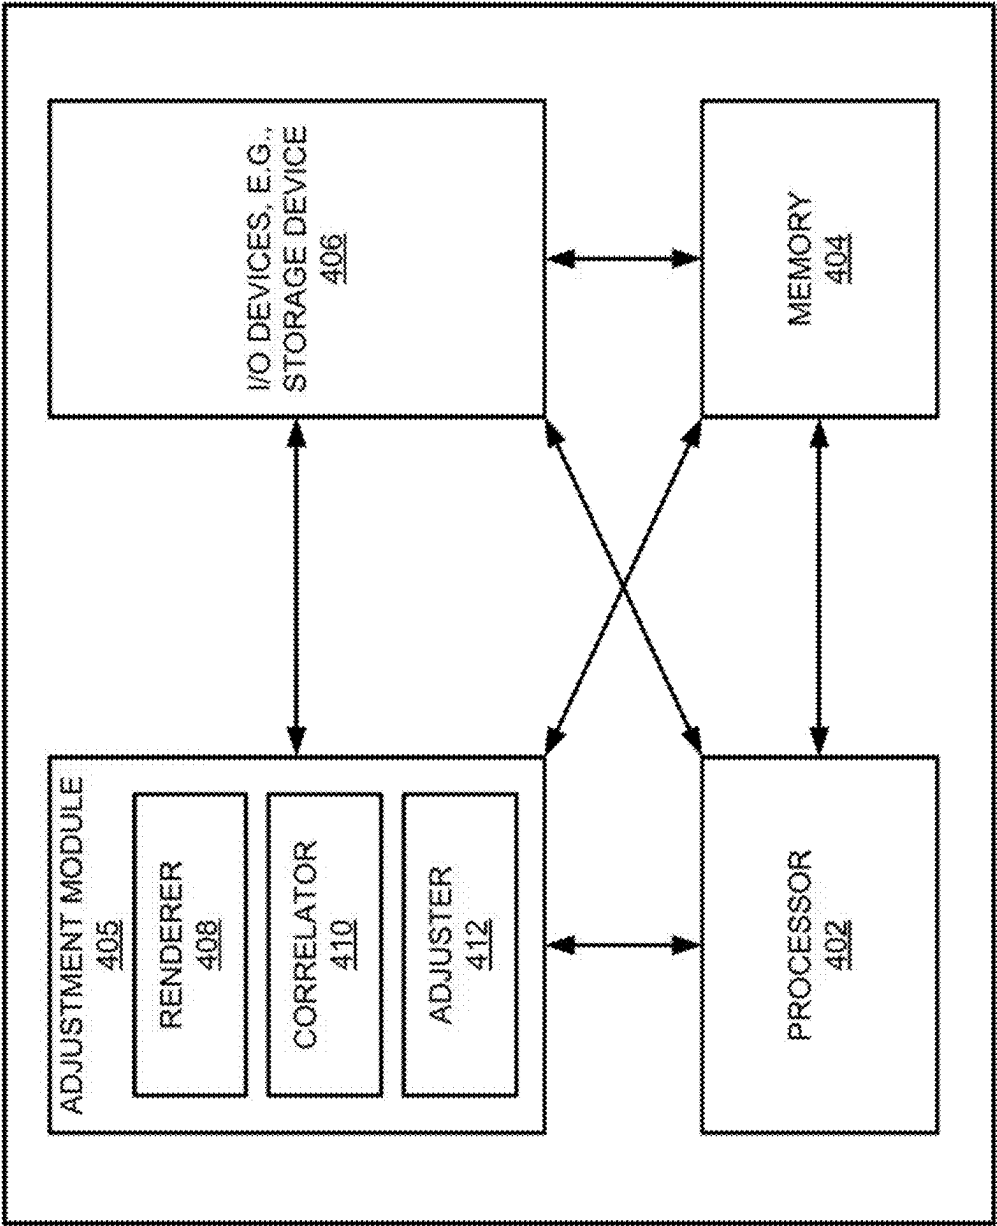 ADJUSTMENT MODULE
405
RENDERER
408
CORRELATOR
410
ADJUSTER
412
PROCESSOR
402
I/O DEVICES, E.G.,
STORAGE DEVICE
406
MEMORY
404